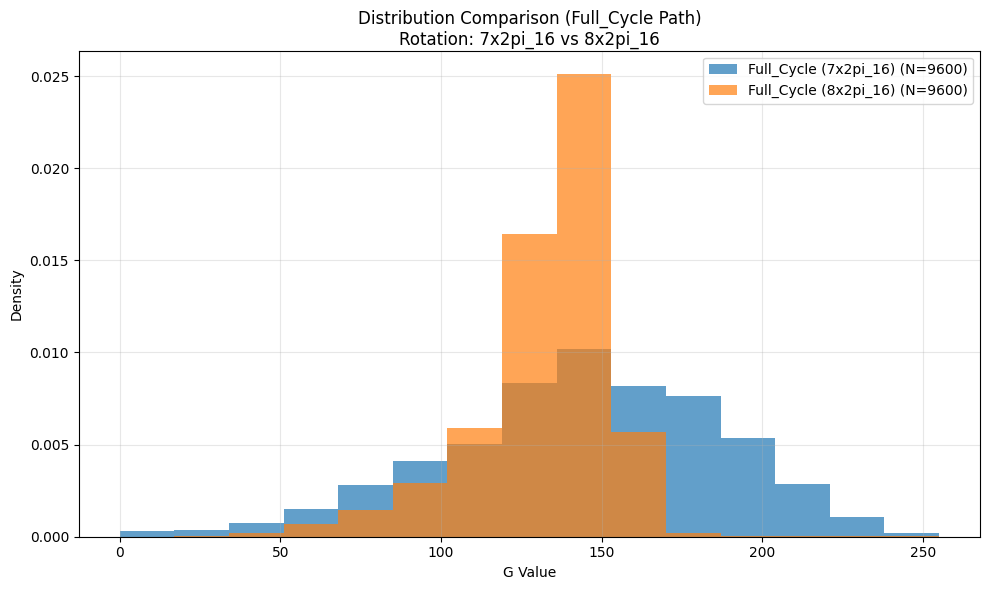 Distribution Comparison (Full_Cycle Path)
Rotation: 7x2pi_16 vs 8x2pi_16
Full_Cycle (7x2pi_16) (N=9600)
Full_Cycle (8x2pi_16) (N=9600)
0.025
0.020
0.015
0.010
0.005
0.000
Density
0 50 100 150 200 250
G Value